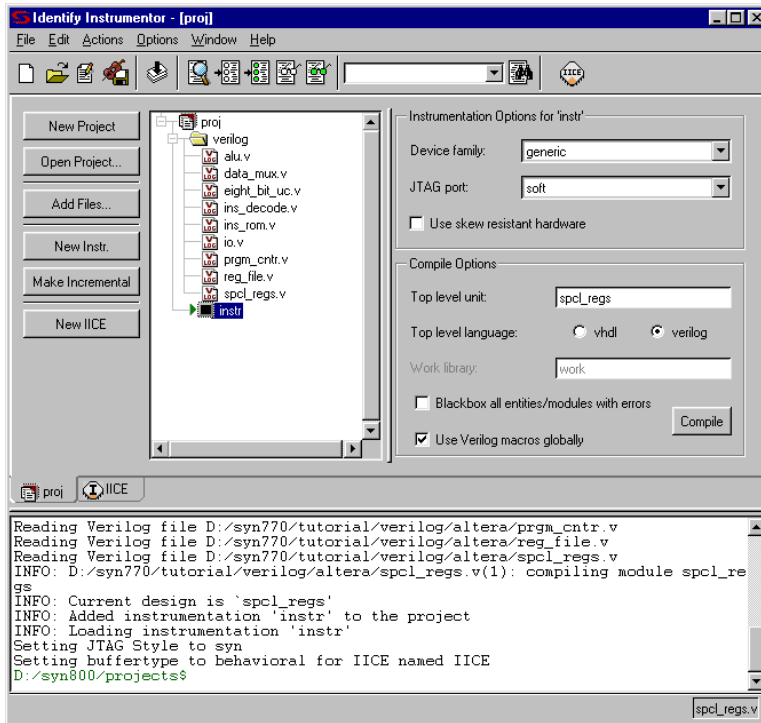 Identify Instrumentor - [proj]
File Edit Actions Options Window Help
IICE
New Project
Open Project...
Add Files...
New Instr.
Make Incremental
New IICE
proj
verilog
alu.v
data_mux.v
eight_bit_uc.v
ins_decode.v
ins_rom.v
io.v
prgm_cntr.v
reg_file.v
spcl_regs.v
instr
Instrumentation Options for 'instr'
Device family: generic
JTAG port: soft
Use skew resistant hardware
Compile Options
Top level unit: spcl_regs
Top level language: vhdl verilog
Work library: work
Blackbox all entities/modules with errors
Use Verilog macros globally
Compile
proj IICE
Reading Verilog file D:/syn770/tutorial/verilog/altera/prgm_cntr.v
Reading Verilog file D:/syn770/tutorial/verilog/altera/reg_file.v
Reading Verilog file D:/syn770/tutorial/verilog/altera/spcl_regs.v
INFO: D:/syn770/tutorial/verilog/altera/spcl_regs.v(1): compiling module spcl_re
gs
INFO: Current design is `spcl_regs'
INFO: Added instrumentation 'instr' to the project
INFO: Loading instrumentation 'instr'
Setting JTAG Style to syn
Setting buffertype to behavioral for IICE named IICE
D:/syn800/projects$
spcl_regs.v